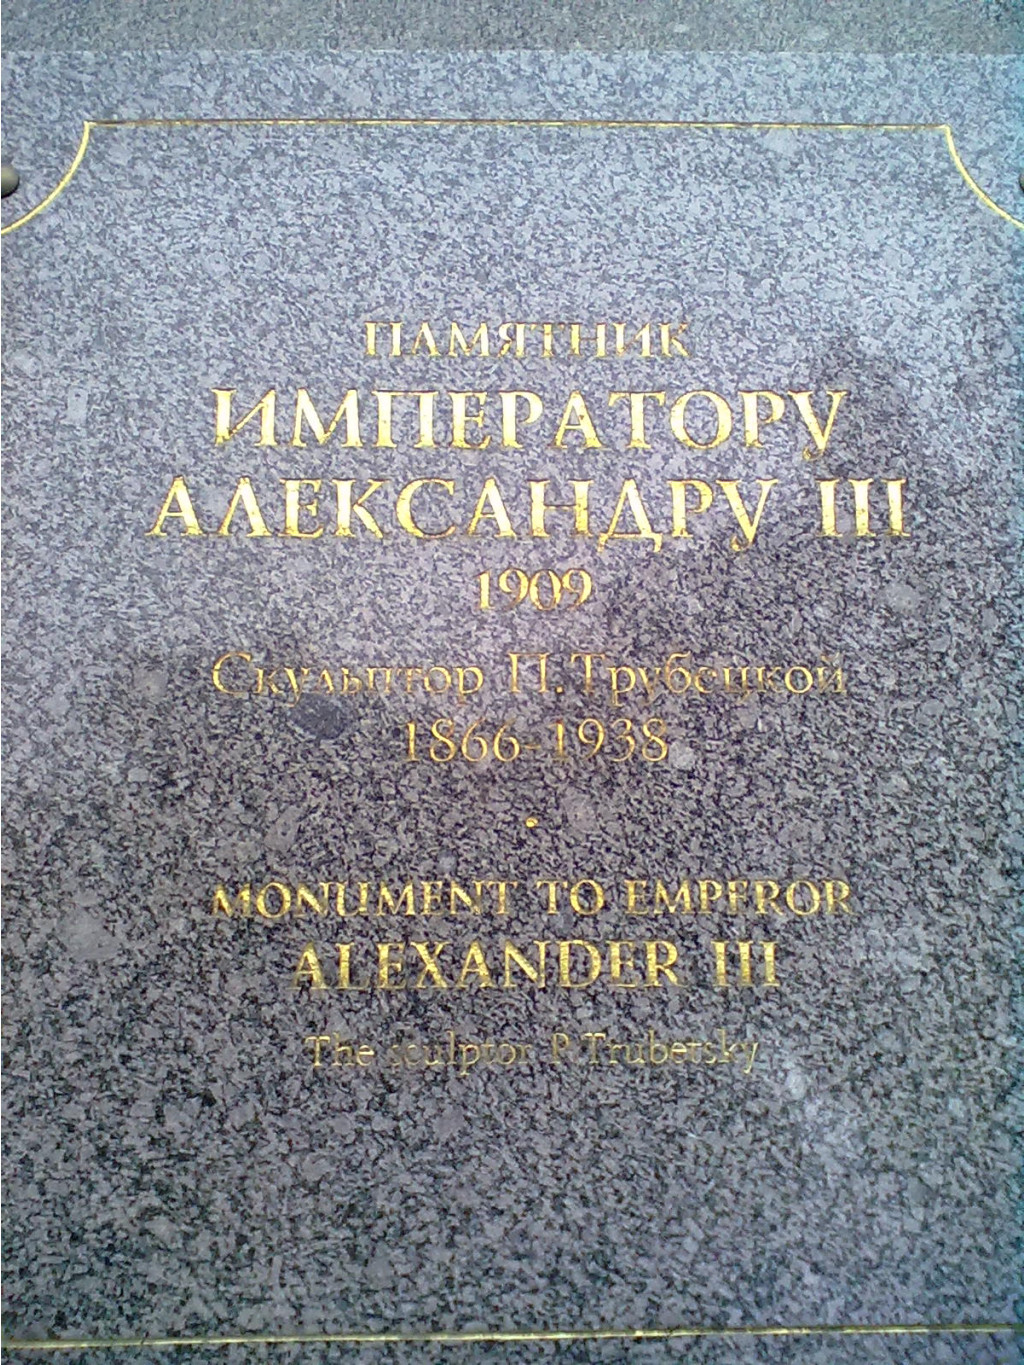 ПАМЯТНИК
ИМПЕРАТОРУ
АЛЕКСАНДРУ III
1909
Скульптор П. Трубецкой
1866-1938
MONUMENT TO EMPEROR
ALEXANDER III
The sculptor P. Trubetsky